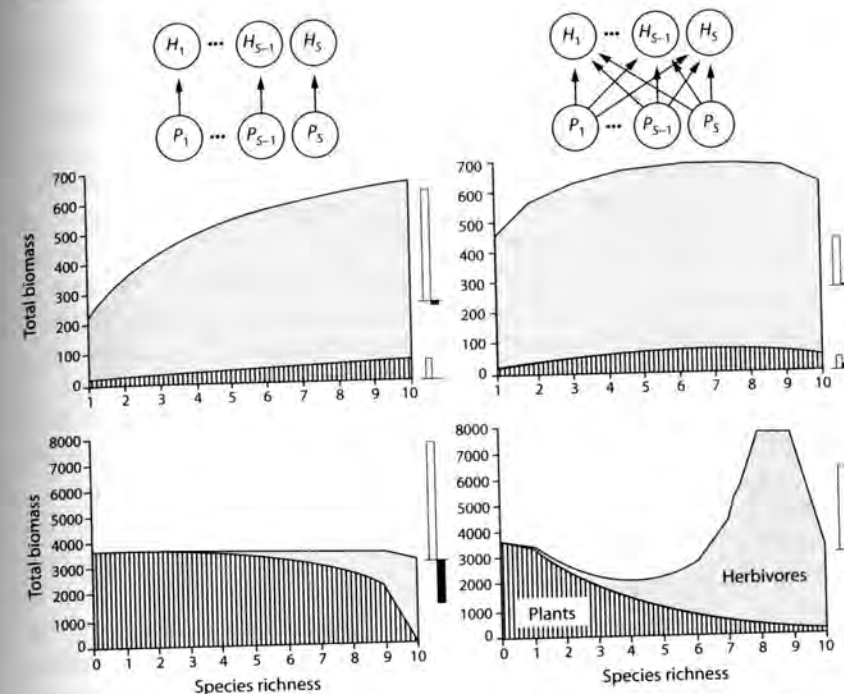 H1 ... HS–1 HS
P1 ... PS–1 PS
H1 ... HS–1 HS
P1 ... PS–1 PS
Total biomass
700
600
500
400
300
200
100
0
1 2 3 4 5 6 7 8 9 10
700
600
500
400
300
200
100
0
1 2 3 4 5 6 7 8 9 10
Total biomass
8000
7000
6000
5000
4000
3000
2000
1000
0
0 1 2 3 4 5 6 7 8 9 10
Species richness
8000
7000
6000
5000
4000
3000
2000
1000
0
Herbivores
Plants
0 1 2 3 4 5 6 7 8 9 10
Species richness